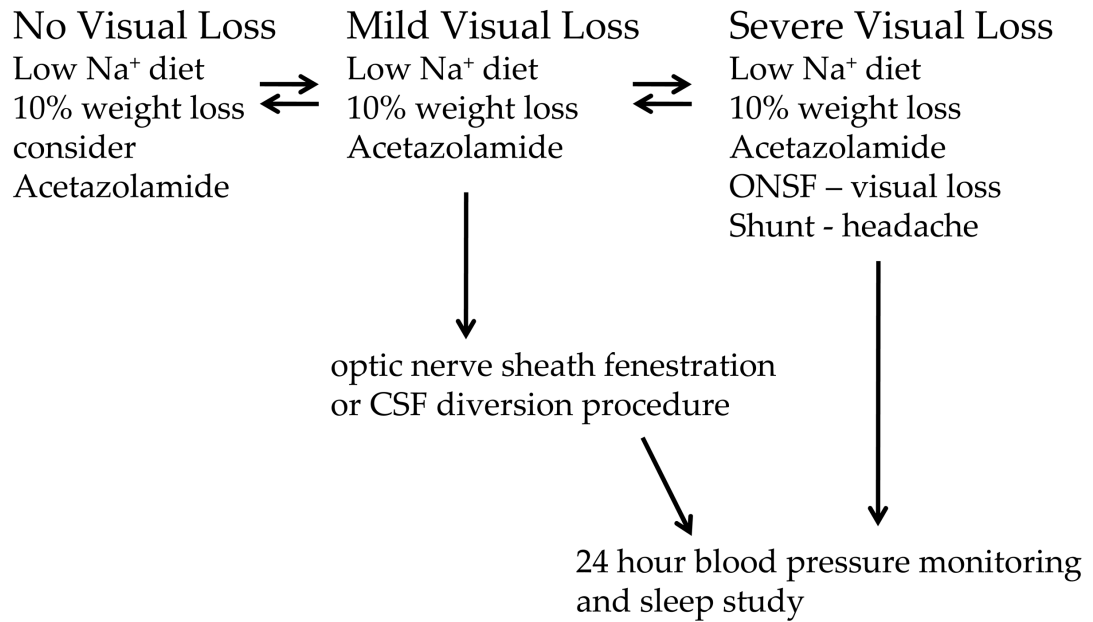 No Visual Loss
Low Na⁺ diet
10% weight loss
consider
Acetazolamide
Mild Visual Loss
Low Na⁺ diet
10% weight loss
Acetazolamide
Severe Visual Loss
Low Na⁺ diet
10% weight loss
Acetazolamide
ONSF – visual loss
Shunt - headache
optic nerve sheath fenestration
or CSF diversion procedure
24 hour blood pressure monitoring
and sleep study